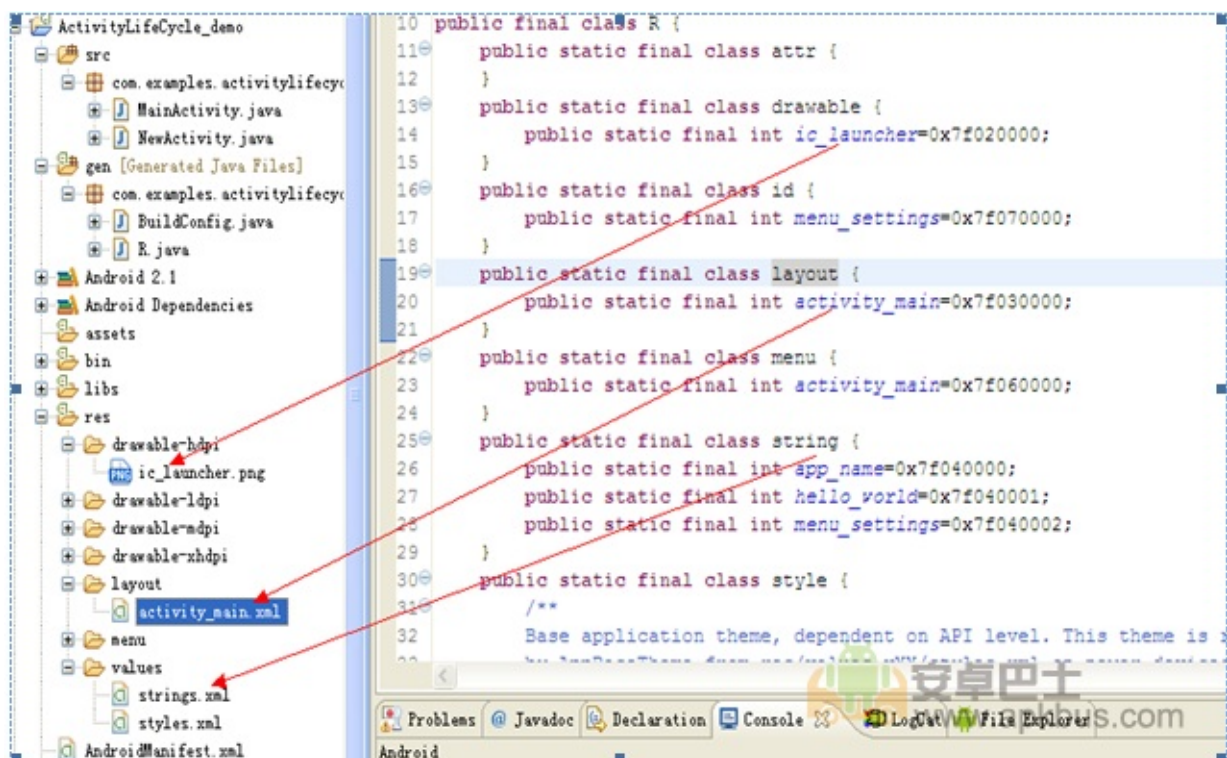 ActivityLifeCycle_demo
src
com.examples.activitylifecyc
MainActivity.java
NewActivity.java
gen [Generated Java Files]
com.examples.activitylifecyc
BuildConfig.java
R.java
Android 2.1
Android Dependencies
assets
bin
libs
res
drawable-hdpi
ic_launcher.png
drawable-ldpi
drawable-mdpi
drawable-xhdpi
layout
activity_main.xml
menu
values
strings.xml
styles.xml
AndroidManifest.xml
10 public final class R {
11 public static final class attr {
12 }
13 public static final class drawable {
14 public static final int ic_launcher=0x7f020000;
15 }
16 public static final class id {
17 public static final int menu_settings=0x7f070000;
18 }
19 public static final class layout {
20 public static final int activity_main=0x7f030000;
21 }
22 public static final class menu {
23 public static final int activity_main=0x7f060000;
24 }
25 public static final class string {
26 public static final int app_name=0x7f040000;
27 public static final int hello_world=0x7f040001;
28 public static final int menu_settings=0x7f040002;
29 }
30 public static final class style {
31 /**
32 Base application theme, dependent on API level. This theme is
Problems Javadoc Declaration Console LogCat File Explorer
Android
安卓巴士
www.apkbus.com